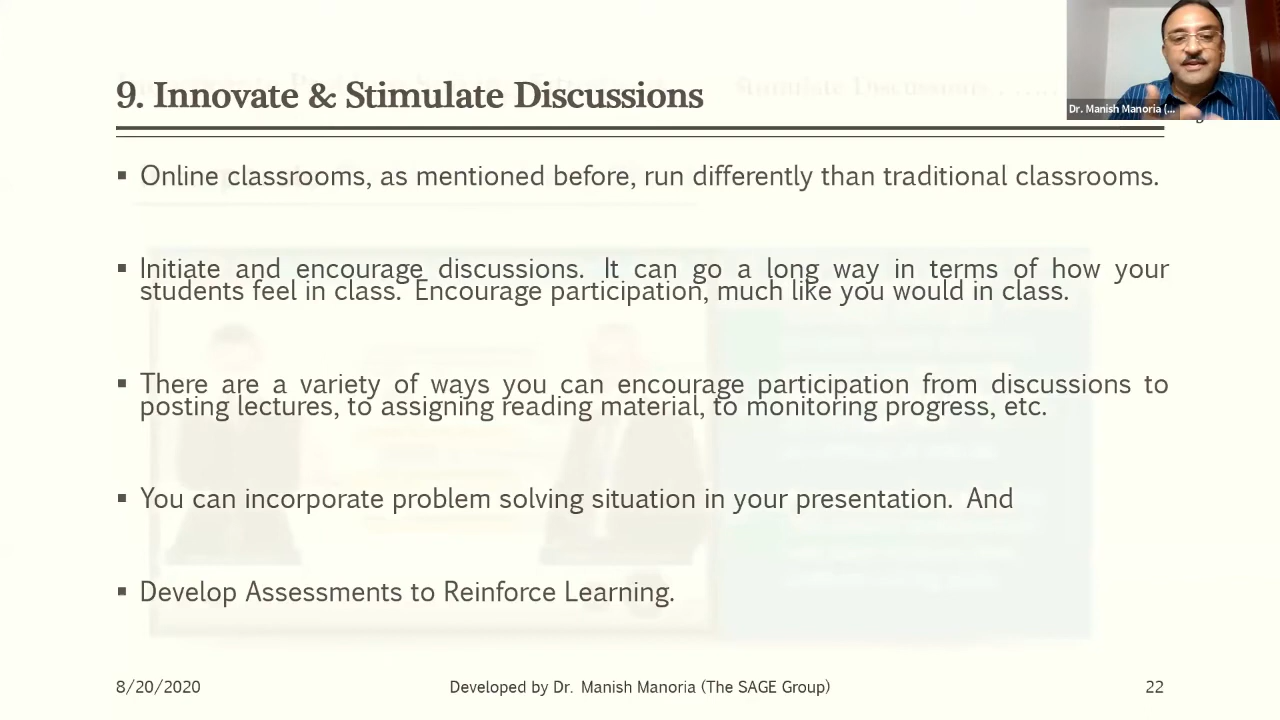 9. Innovate & Stimulate Discussions
Dr. Manish Manoria (...
▪ Online classrooms, as mentioned before, run differently than traditional classrooms.
▪ Initiate and encourage discussions. It can go a long way in terms of how your
students feel in class. Encourage participation, much like you would in class.
▪ There are a variety of ways you can encourage participation from discussions to
posting lectures, to assigning reading material, to monitoring progress, etc.
▪ You can incorporate problem solving situation in your presentation. And
▪ Develop Assessments to Reinforce Learning.
8/20/2020
Developed by Dr. Manish Manoria (The SAGE Group)
22